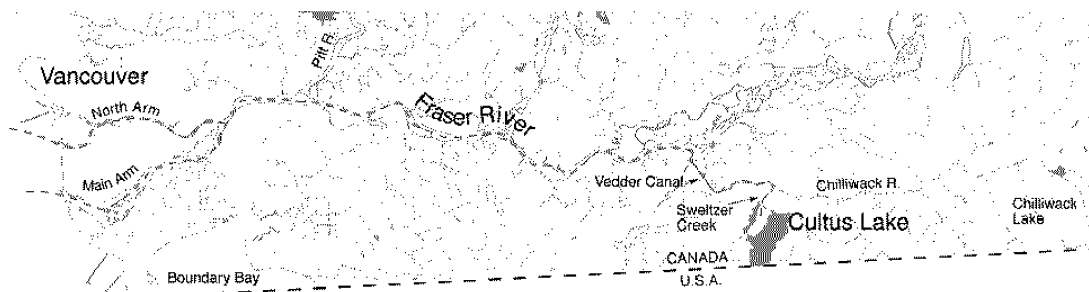 Pitt R.
Vancouver
North Arm
Fraser River
Main Arm
Vedder Canal
Chilliwack R.
Sweltzer
Creek
Cultus Lake
Chilliwack
Lake
CANADA
Boundary Bay
U.S.A.